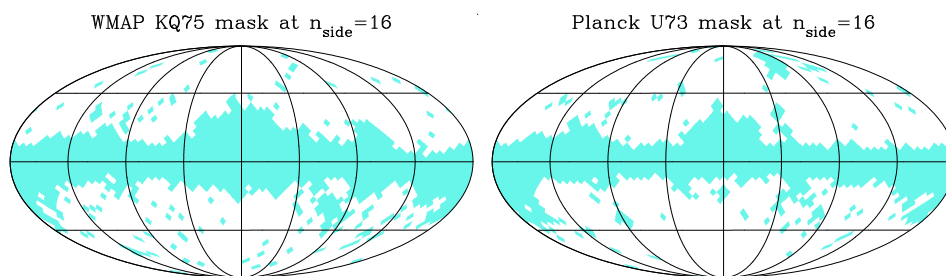 WMAP KQ75 mask at n_side=16
Planck U73 mask at n_side=16